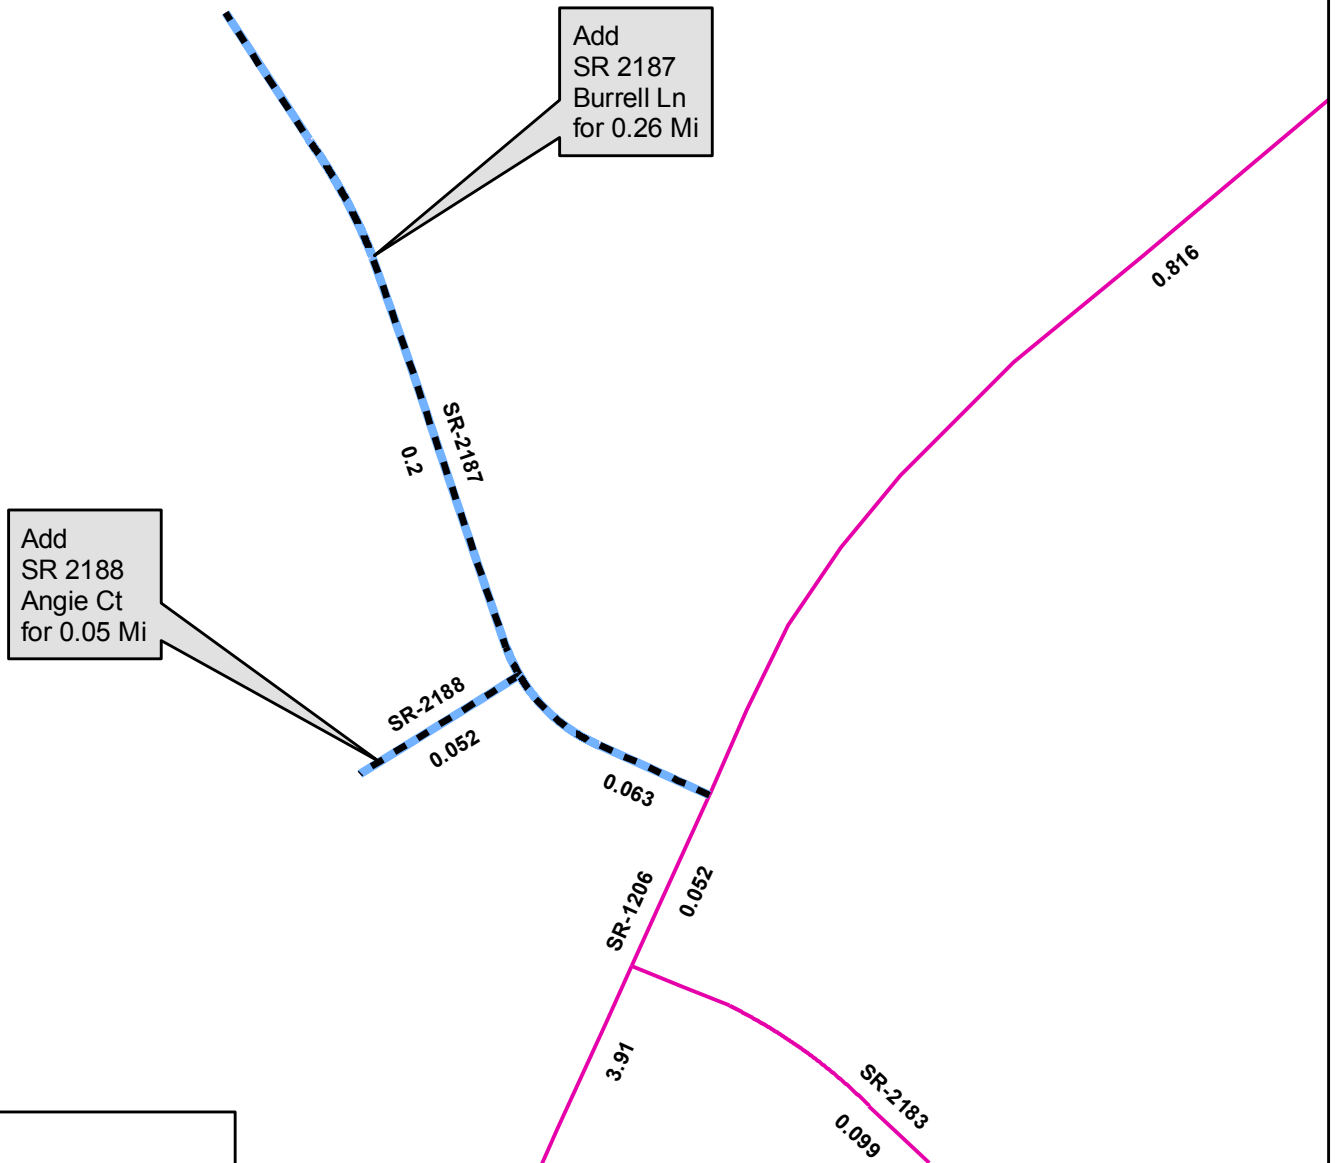 Add
SR 2187
Burrell Ln
for 0.26 Mi
0.816
SR-2187
0.2
Add
SR 2188
Angie Ct
for 0.05 Mi
SR-2188
0.052
0.063
SR-1206
0.052
3.91
SR-2183
0.099